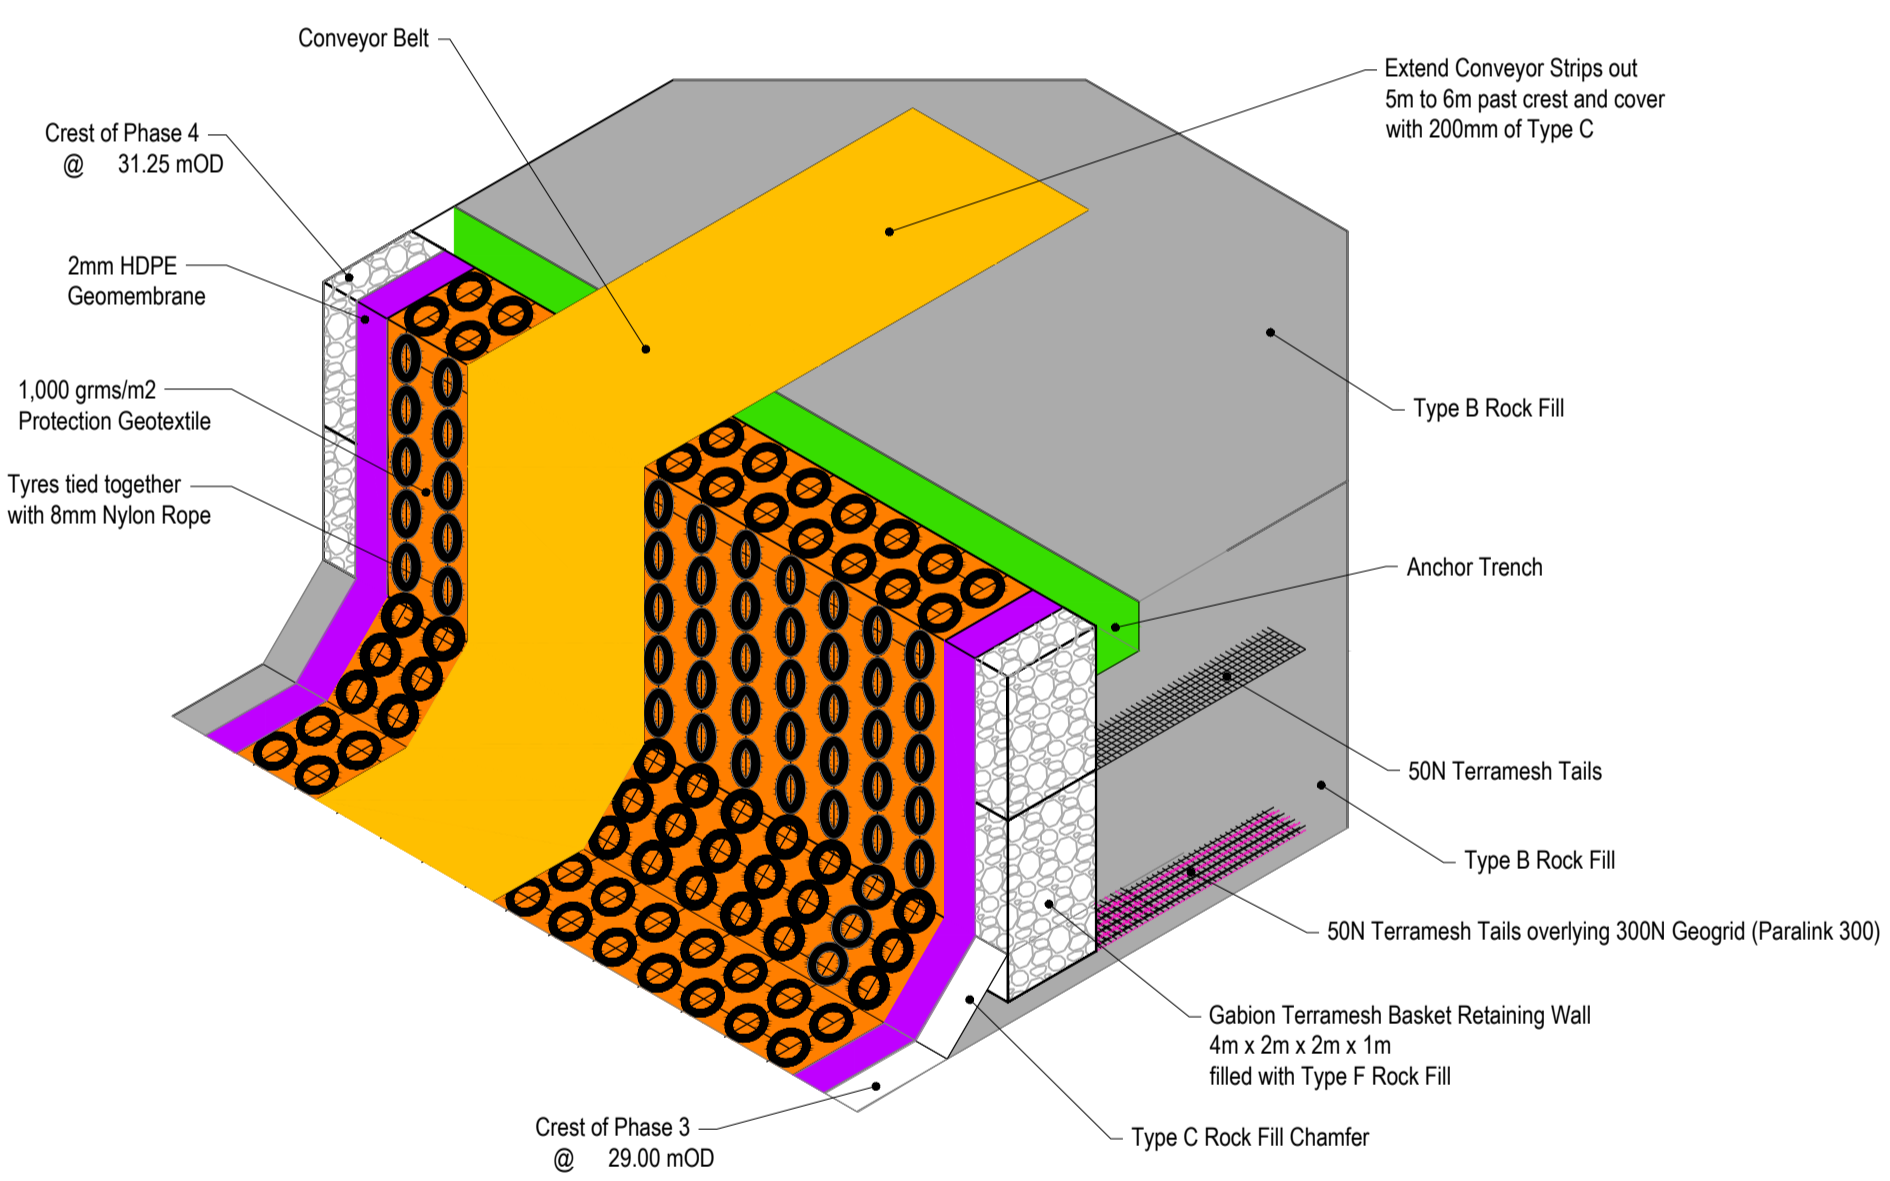 Conveyor Belt
Extend Conveyor Strips out
5m to 6m past crest and cover
with 200mm of Type C
Crest of Phase 4
@ 31.25 mOD
2mm HDPE
Geomembrane
1,000 grms/m2
Protection Geotextile
Type B Rock Fill
Tyres tied together
with 8mm Nylon Rope
Anchor Trench
50N Terramesh Tails
Type B Rock Fill
50N Terramesh Tails overlying 300N Geogrid (Paralink 300)
Gabion Terramesh Basket Retaining Wall
4m x 2m x 2m x 1m
filled with Type F Rock Fill
Crest of Phase 3
@ 29.00 mOD
Type C Rock Fill Chamfer